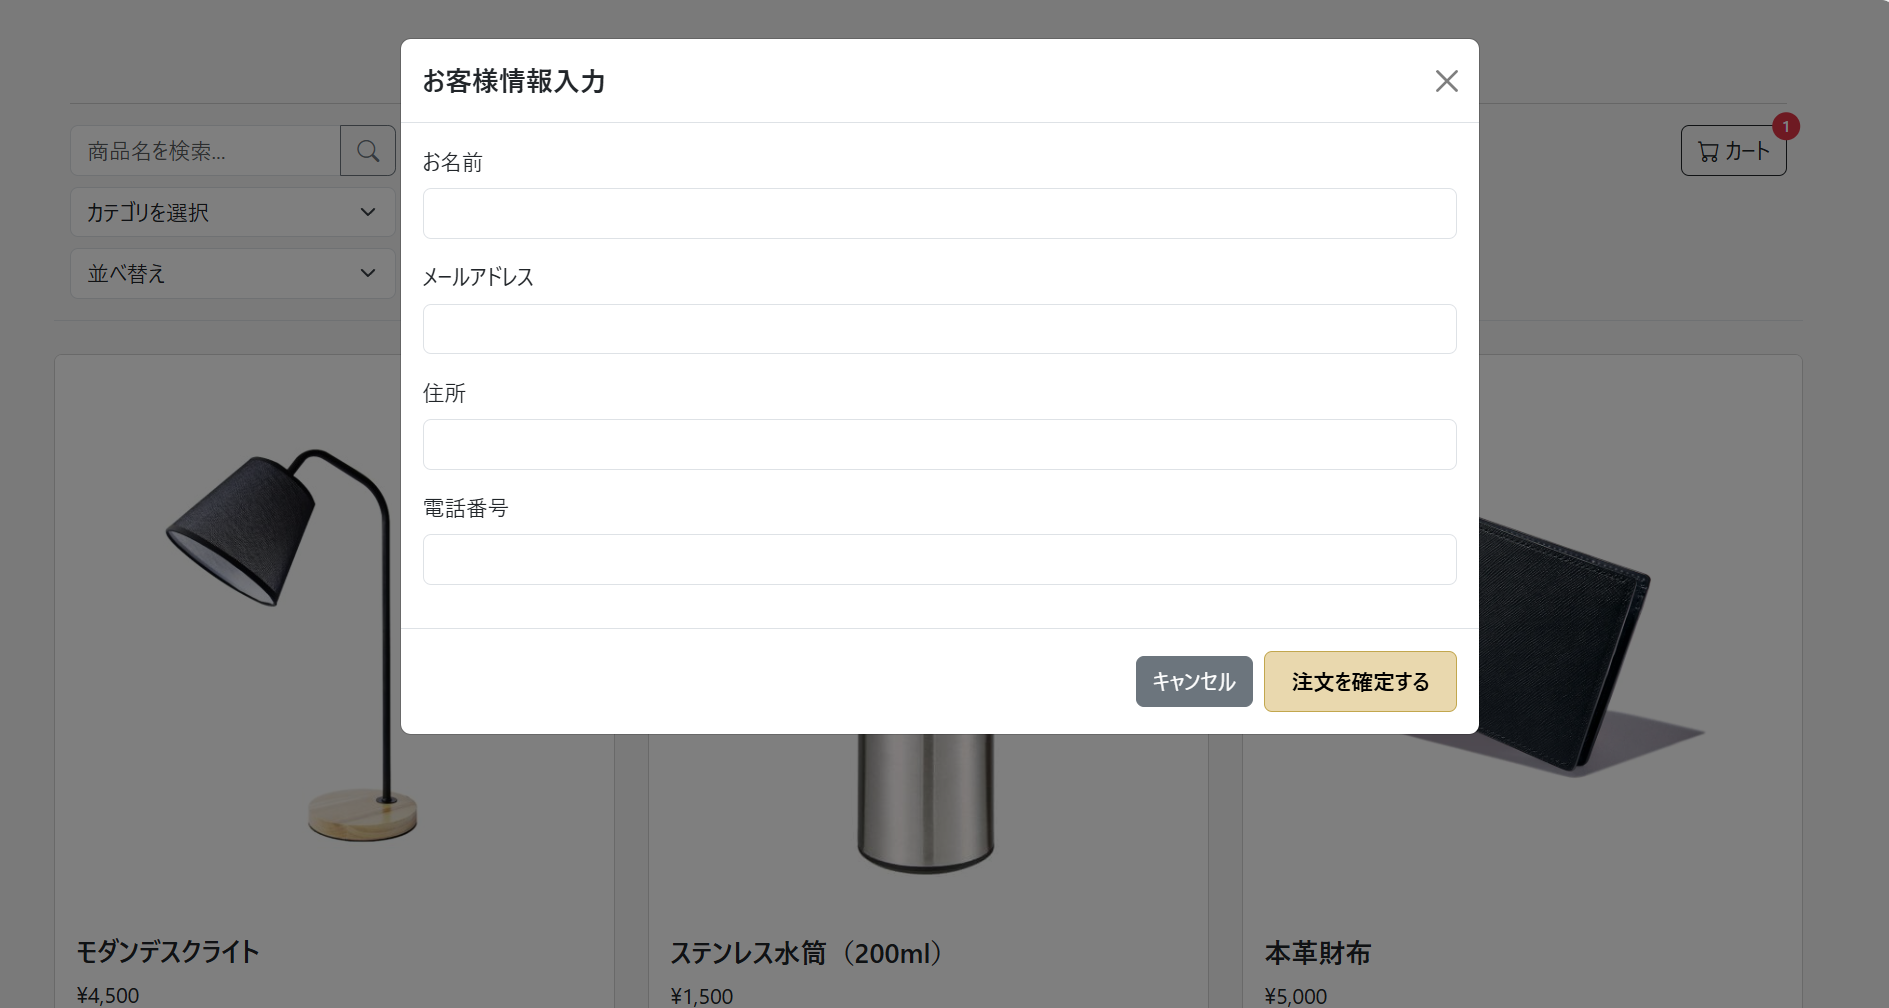 お客様情報入力
お名前
メールアドレス
住所
電話番号
キャンセル
注文を確定する
商品名を検索...
カテゴリを選択
並べ替え
カート
1
モダンデスクライト
¥4,500
ステンレス水筒（200ml）
¥1,500
本革財布
¥5,000